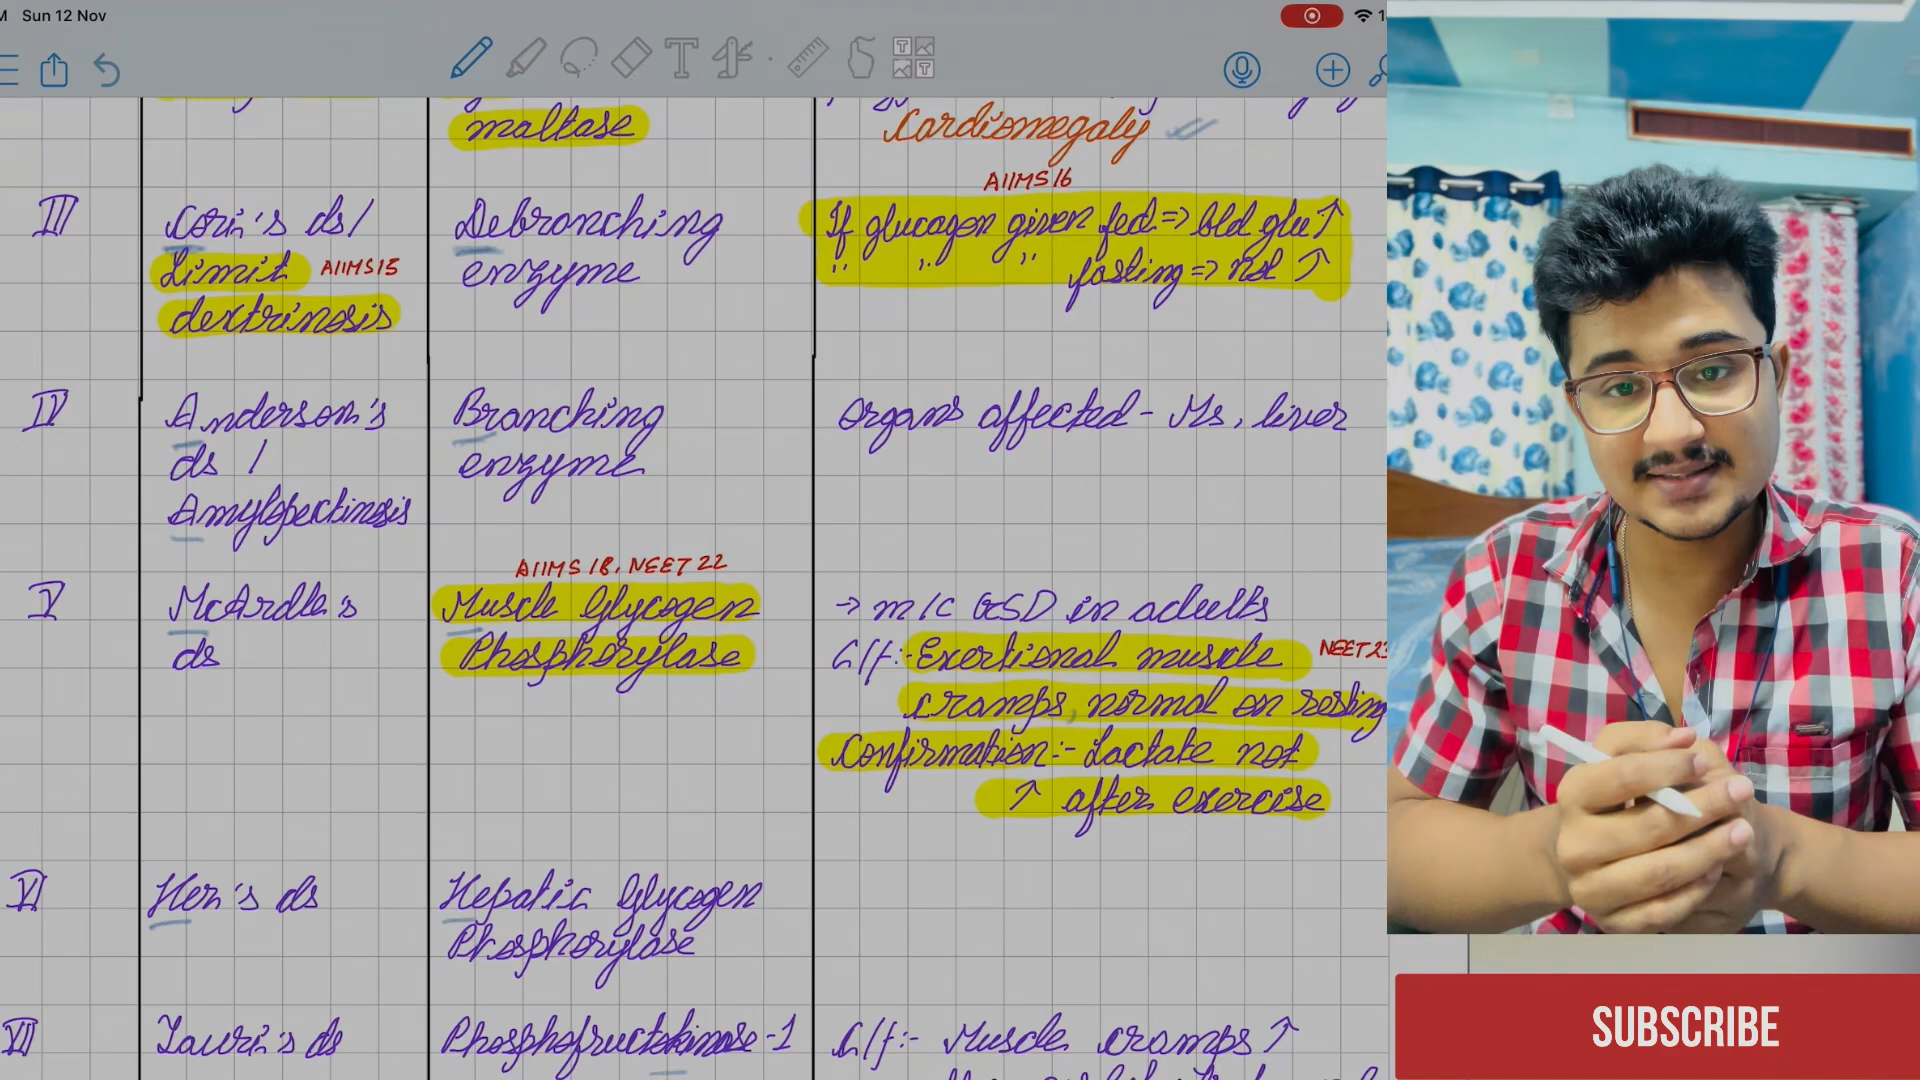 Sun 12 Nov
maltase
Cardiomegaly
AIIMS 16
III
Cori's ds/
Debranching
If glucagon given fed => bld glu ↑
Limit
AIIMS 15
enzyme
" " " fasting => not ↑
dextrinosis
IV
Anderson's
Branching
Organs affected - Ms, liver
ds /
enzyme
Amylopectinosis
AIIMS 18, NEET 22
V
McArdle's
Muscle Glycogen
→ m/c GSD in adults
ds
Phosphorylase
C/f:- Exertional muscle
NEET 23
cramps, normal on resting
Confirmation:- Lactate not
↑ after exercise
VI
Her's ds
Hepatic Glycogen
Phosphorylase
VII
Tauri's ds
Phosphofructokinase-1
C/f:- Muscle cramps ↑
SUBSCRIBE